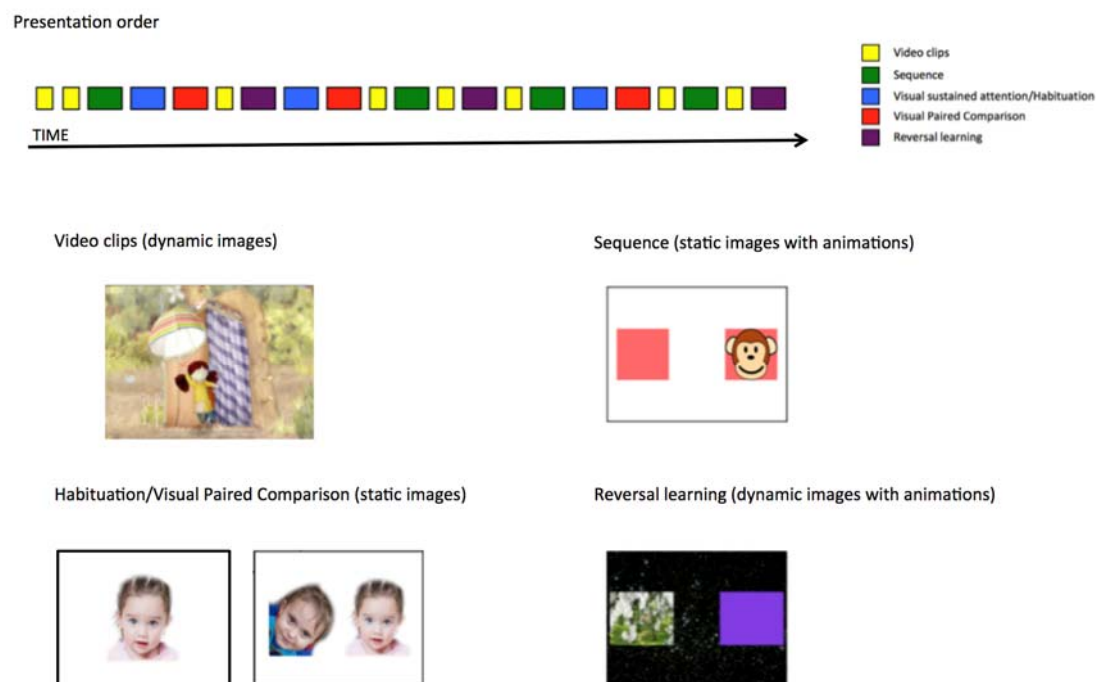 Presentation order
Video clips
Sequence
Visual sustained attention/Habituation
Visual Paired Comparison
Reversal learning
TIME
Video clips (dynamic images)
Sequence (static images with animations)
Habituation/Visual Paired Comparison (static images)
Reversal learning (dynamic images with animations)